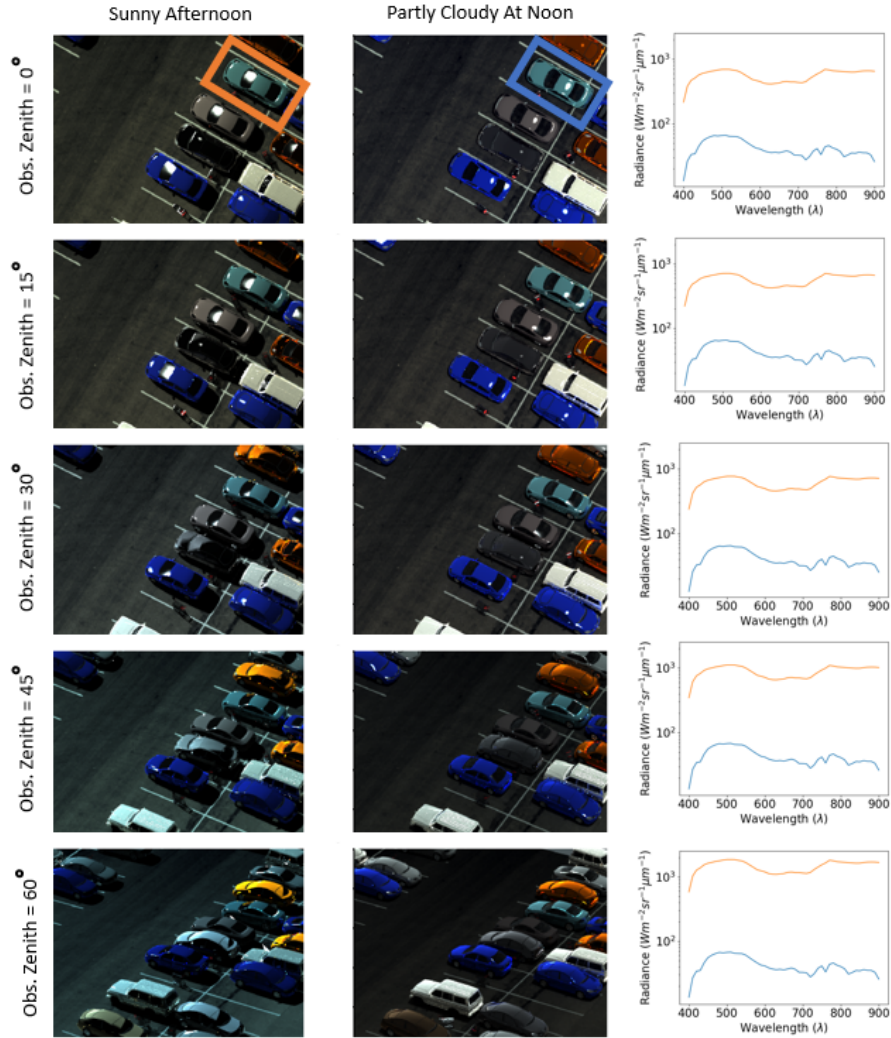 Sunny Afternoon
Partly Cloudy At Noon
Obs. Zenith = 0°
Radiance (Wm⁻²sr⁻¹μm⁻¹)
10³
10²
400 500 600 700 800 900
Wavelength (λ)
Obs. Zenith = 15°
Radiance (Wm⁻²sr⁻¹μm⁻¹)
10³
10²
400 500 600 700 800 900
Wavelength (λ)
Obs. Zenith = 30°
Radiance (Wm⁻²sr⁻¹μm⁻¹)
10³
10²
400 500 600 700 800 900
Wavelength (λ)
Obs. Zenith = 45°
Radiance (Wm⁻²sr⁻¹μm⁻¹)
10³
10²
400 500 600 700 800 900
Wavelength (λ)
Obs. Zenith = 60°
Radiance (Wm⁻²sr⁻¹μm⁻¹)
10³
10²
400 500 600 700 800 900
Wavelength (λ)